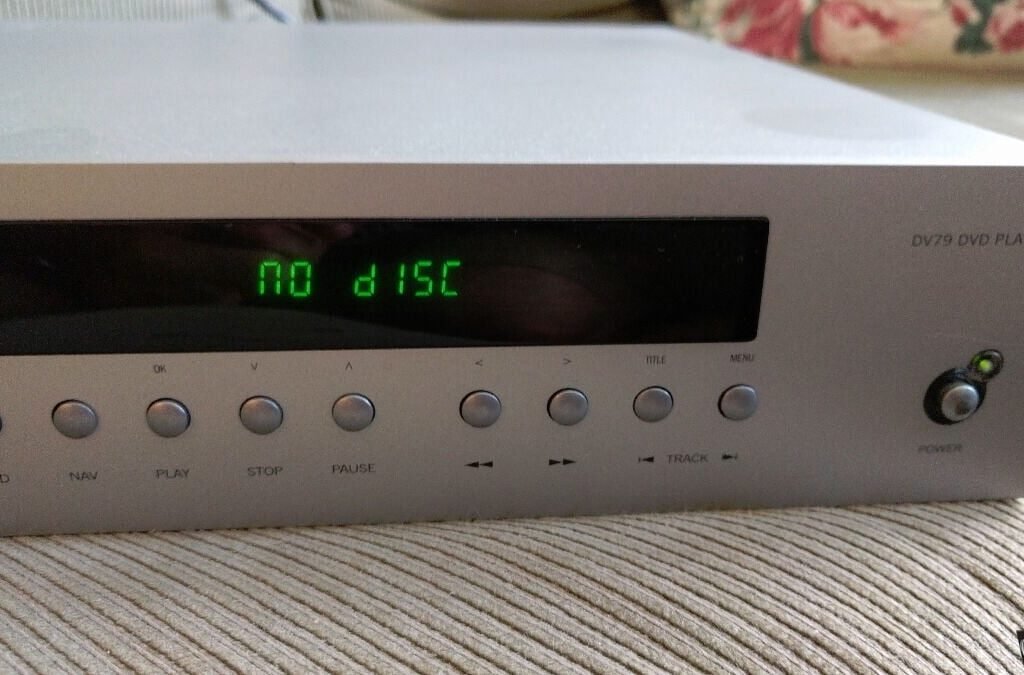 DV79 DVD PLA
NO dISC
OK ∨ ∧ < > TITLE MENU
D NAV PLAY STOP PAUSE ◄◄ ►► |◄ TRACK ►|
POWER